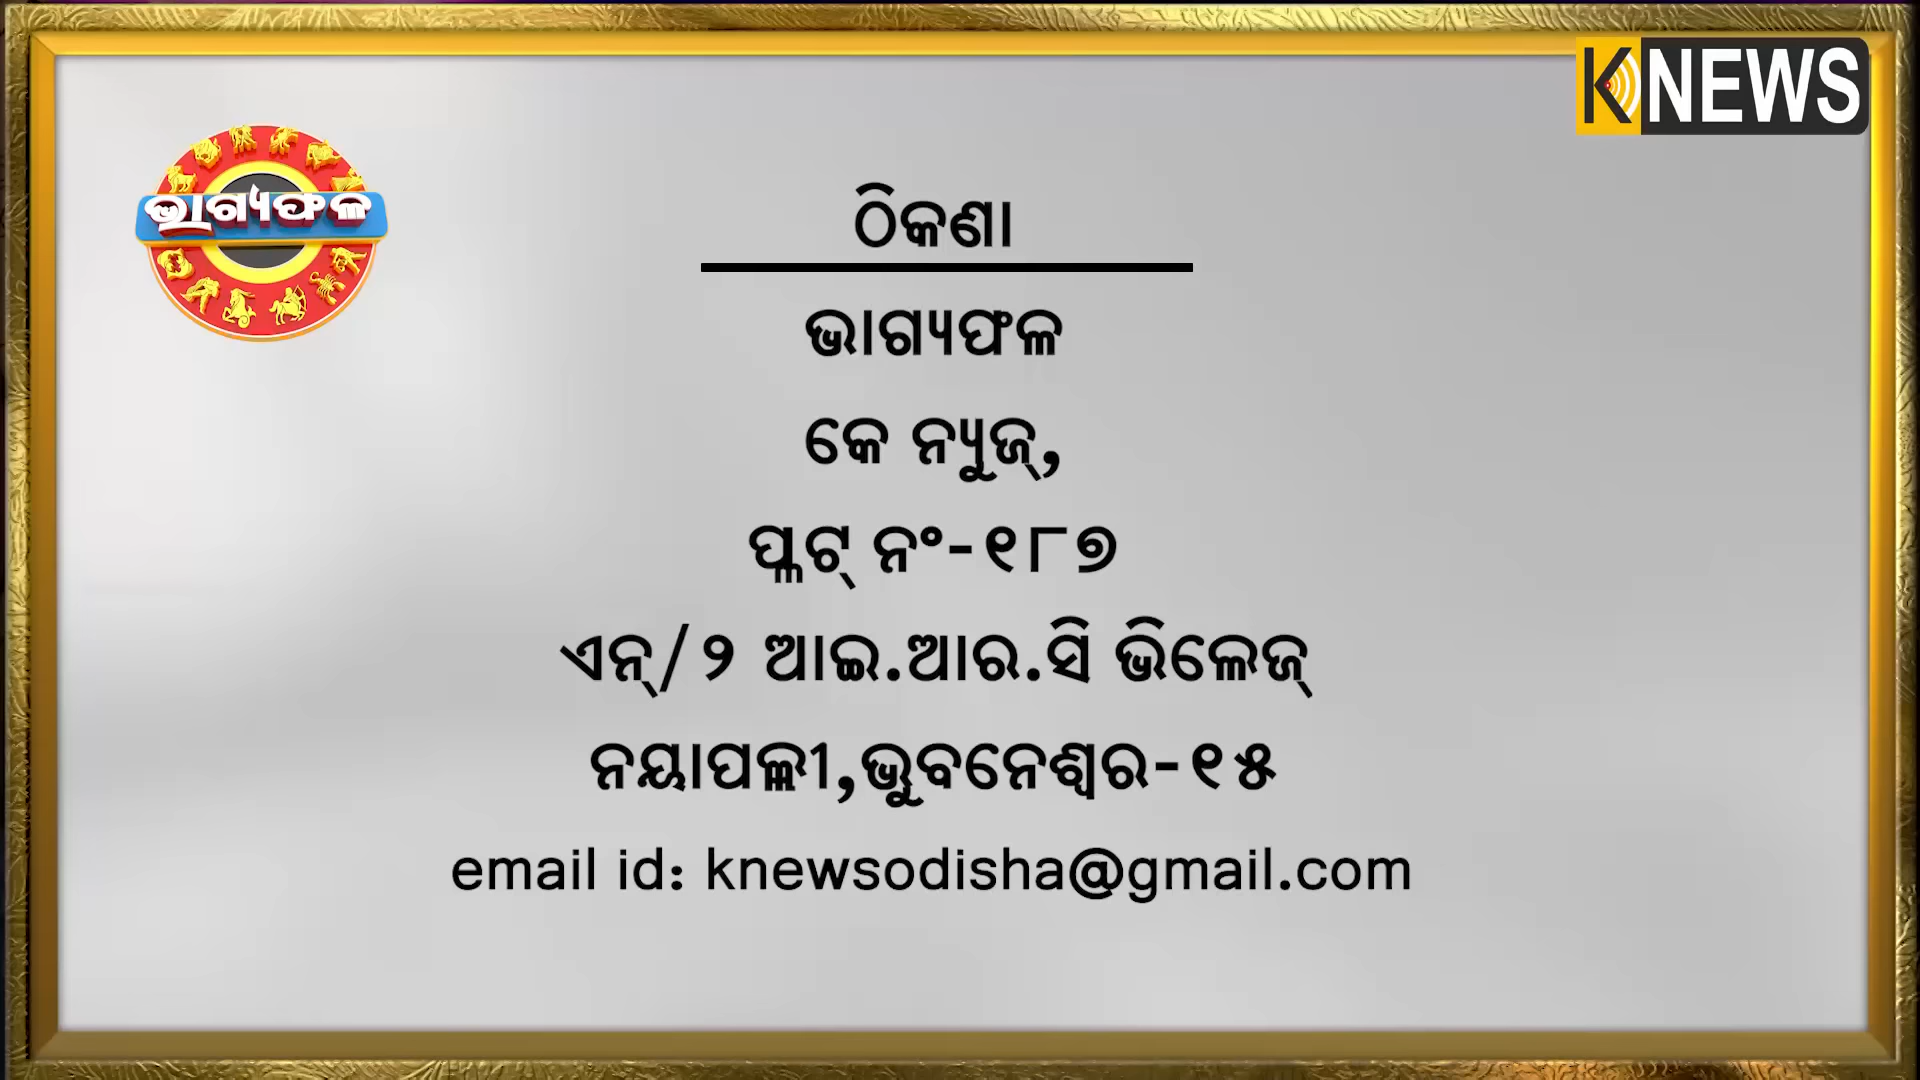 KNEWS
ଭାଗ୍ୟଫଳ
ଠିକଣା
ଭାଗ୍ୟଫଳ
କେ ନ୍ୟୁଜ୍,
ପ୍ଳଟ୍ ନଂ-୧୮୭
ଏନ୍/୨ ଆଇ.ଆର.ସି ଭିଲେଜ୍
ନୟାପଲ୍ଲୀ,ଭୁବନେଶ୍ୱର-୧୫
email id: knewsodisha@gmail.com